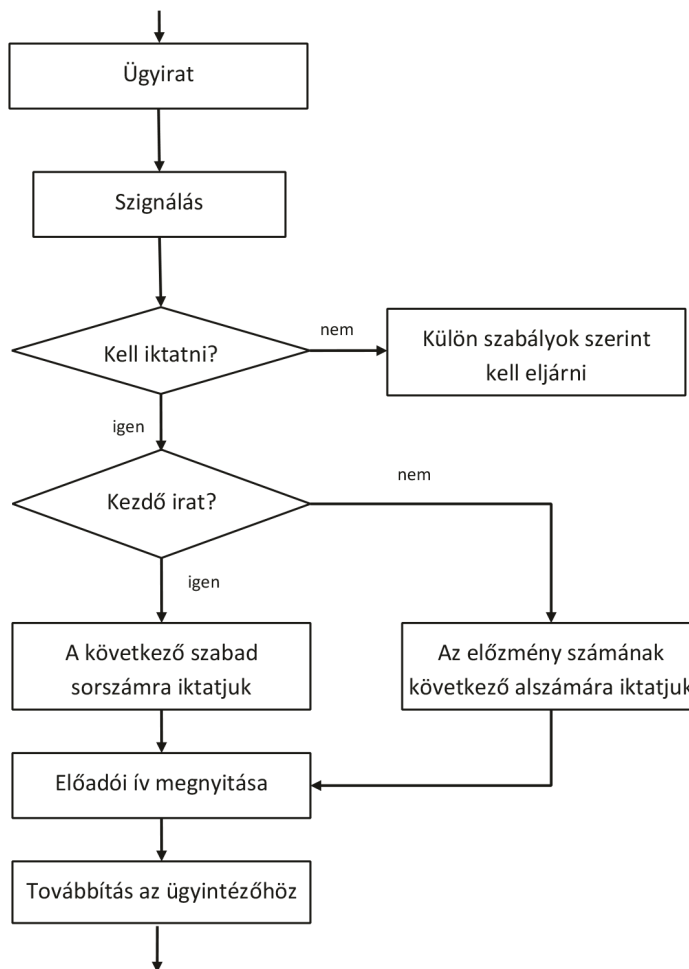 Ügyirat
Szignálás
Kell iktatni?
nem
Külön szabályok szerint
kell eljárni
igen
Kezdő irat?
nem
igen
A következő szabad
sorszámra iktatjuk
Az előzmény számának
következő alszámára iktatjuk
Előadói ív megnyitása
Továbbítás az ügyintézőhöz